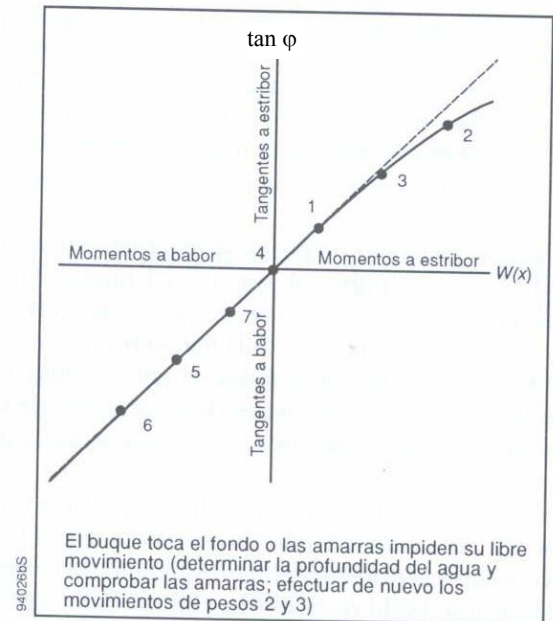 tan φ
Tangentes a estribor
2
3
1
Momentos a babor
4
Momentos a estribor
W(x)
7
Tangentes a babor
5
6
El buque toca el fondo o las amarras impiden su libre
movimiento (determinar la profundidad del agua y
comprobar las amarras; efectuar de nuevo los
movimientos de pesos 2 y 3)
94026bS